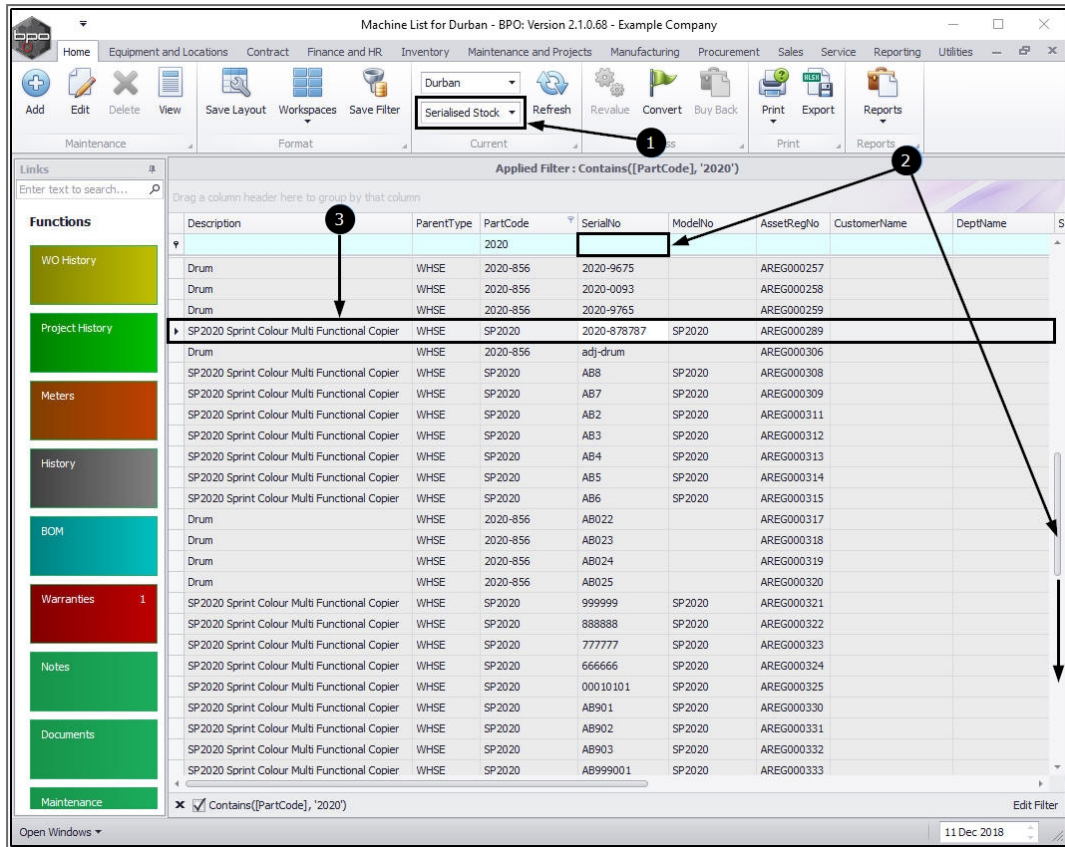 Machine List for Durban - BPO: Version 2.1.0.68 - Example Company
bpo
Home Equipment and Locations Contract Finance and HR Inventory Maintenance and Projects Manufacturing Procurement Sales Service Reporting Utilities
Durban
Serialised Stock
Add Edit Delete View Save Layout Workspaces Save Filter Refresh Revalue Convert Buy Back Print Export Reports
Maintenance Format Current ss Print Reports
1
2
Links
Applied Filter : Contains([PartCode], '2020')
Enter text to search...
Drag a column header here to group by that column
3
Functions
Description ParentType PartCode SerialNo ModelNo AssetRegNo CustomerName DeptName S
2020
Drum WHSE 2020-856 2020-9675 AREG000257
Drum WHSE 2020-856 2020-0093 AREG000258
Drum WHSE 2020-856 2020-9765 AREG000259
SP2020 Sprint Colour Multi Functional Copier WHSE SP2020 2020-878787 SP2020 AREG000289
Drum WHSE 2020-856 adj-drum AREG000306
SP2020 Sprint Colour Multi Functional Copier WHSE SP2020 AB8 SP2020 AREG000308
SP2020 Sprint Colour Multi Functional Copier WHSE SP2020 AB7 SP2020 AREG000309
SP2020 Sprint Colour Multi Functional Copier WHSE SP2020 AB2 SP2020 AREG000311
SP2020 Sprint Colour Multi Functional Copier WHSE SP2020 AB3 SP2020 AREG000312
SP2020 Sprint Colour Multi Functional Copier WHSE SP2020 AB4 SP2020 AREG000313
SP2020 Sprint Colour Multi Functional Copier WHSE SP2020 AB5 SP2020 AREG000314
SP2020 Sprint Colour Multi Functional Copier WHSE SP2020 AB6 SP2020 AREG000315
Drum WHSE 2020-856 AB022 AREG000317
Drum WHSE 2020-856 AB023 AREG000318
Drum WHSE 2020-856 AB024 AREG000319
Drum WHSE 2020-856 AB025 AREG000320
SP2020 Sprint Colour Multi Functional Copier WHSE SP2020 999999 SP2020 AREG000321
SP2020 Sprint Colour Multi Functional Copier WHSE SP2020 888888 SP2020 AREG000322
SP2020 Sprint Colour Multi Functional Copier WHSE SP2020 777777 SP2020 AREG000323
SP2020 Sprint Colour Multi Functional Copier WHSE SP2020 666666 SP2020 AREG000324
SP2020 Sprint Colour Multi Functional Copier WHSE SP2020 00010101 SP2020 AREG000325
SP2020 Sprint Colour Multi Functional Copier WHSE SP2020 AB901 SP2020 AREG000330
SP2020 Sprint Colour Multi Functional Copier WHSE SP2020 AB902 SP2020 AREG000331
SP2020 Sprint Colour Multi Functional Copier WHSE SP2020 AB903 SP2020 AREG000332
SP2020 Sprint Colour Multi Functional Copier WHSE SP2020 AB999001 SP2020 AREG000333
WO History
Project History
Meters
History
BOM
Warranties 1
Notes
Documents
Maintenance
Contains([PartCode], '2020') Edit Filter
Open Windows 11 Dec 2018